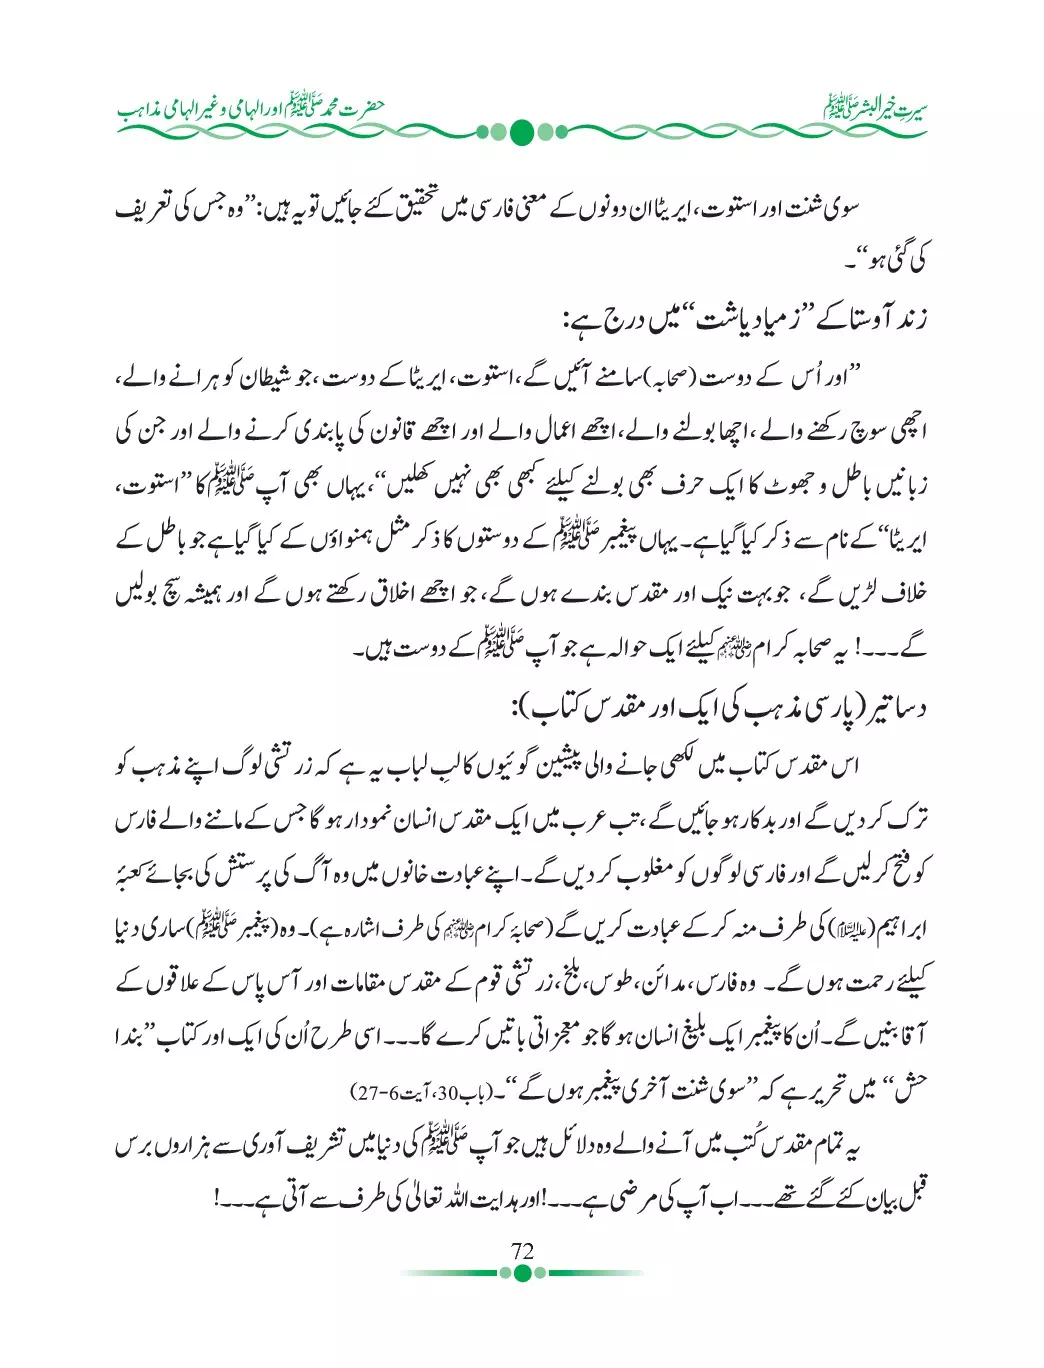 سیرتِ خیرالبشر ﷺ
حضرت محمد ﷺ اور الہامی و غیر الہامی مذاہب
سوی شنت اور استوت، ایریٹا ان دونوں کے معنی فارسی میں تحقیق کئے جائیں تو یہ ہیں: ”وہ جس کی تعریف
کی گئی ہو“۔
زند آوستا کے ”زمیاد یاشت“ میں درج ہے:
”اور اُس کے دوست (صحابہ) سامنے آئیں گے، استوت، ایریٹا کے دوست، جو شیطان کو ہرانے والے،
اچھی سوچ رکھنے والے، اچھا بولنے والے، اچھے اعمال والے اور اچھے قانون کی پابندی کرنے والے اور جن کی
زبانیں باطل و جھوٹ کا ایک حرف بھی بولنے کیلئے کبھی بھی نہیں کھلیں“، یہاں بھی آپ ﷺ کا ”استوت،
ایریٹا“ کے نام سے ذکر کیا گیا ہے۔ یہاں پیغمبر ﷺ کے دوستوں کا ذکر مثل ہمنواؤں کے کیا گیا ہے جو باطل کے
خلاف لڑیں گے، جو بہت نیک اور مقدس بندے ہوں گے، جو اچھے اخلاق رکھتے ہوں گے اور ہمیشہ سچ بولیں
گے۔۔۔! یہ صحابہ کرام رضی اللہ عنہم کیلئے ایک حوالہ ہے جو آپ ﷺ کے دوست ہیں۔
دساتیر (پارسی مذہب کی ایک اور مقدس کتاب):
اس مقدس کتاب میں لکھی جانے والی پیشین گوئیوں کا لبِ لباب یہ ہے کہ زرتشی لوگ اپنے مذہب کو
ترک کر دیں گے اور بدکار ہو جائیں گے، تب عرب میں ایک مقدس انسان نمودار ہو گا جس کے ماننے والے فارس
کو فتح کر لیں گے اور فارسی لوگوں کو مغلوب کر دیں گے۔ اپنے عبادت خانوں میں وہ آگ کی پرستش کی بجائے کعبۂ
ابراہیم (علیہ السلام) کی طرف منہ کر کے عبادت کریں گے (صحابۂ کرام رضی اللہ عنہم کی طرف اشارہ ہے)۔ وہ (پیغمبر ﷺ) ساری دنیا
کیلئے رحمت ہوں گے۔ وہ فارس، مدائن، طوس، بلخ، زرتشی قوم کے مقدس مقامات اور آس پاس کے علاقوں کے
آقا بنیں گے۔ اُن کا پیغمبر ایک بلیغ انسان ہو گا جو معجزاتی باتیں کرے گا۔۔۔ اسی طرح اُن کی ایک اور کتاب ”بندا
حش“ میں تحریر ہے کہ ”سوی شنت آخری پیغمبر ہوں گے“۔ (باب 30، آیت 6-27)
یہ تمام مقدس کُتب میں آنے والے وہ دلائل ہیں جو آپ ﷺ کی دنیا میں تشریف آوری سے ہزاروں برس
قبل بیان کئے گئے تھے۔۔۔ اب آپ کی مرضی ہے۔۔۔! اور ہدایت اللہ تعالیٰ کی طرف سے آتی ہے۔۔۔!
72